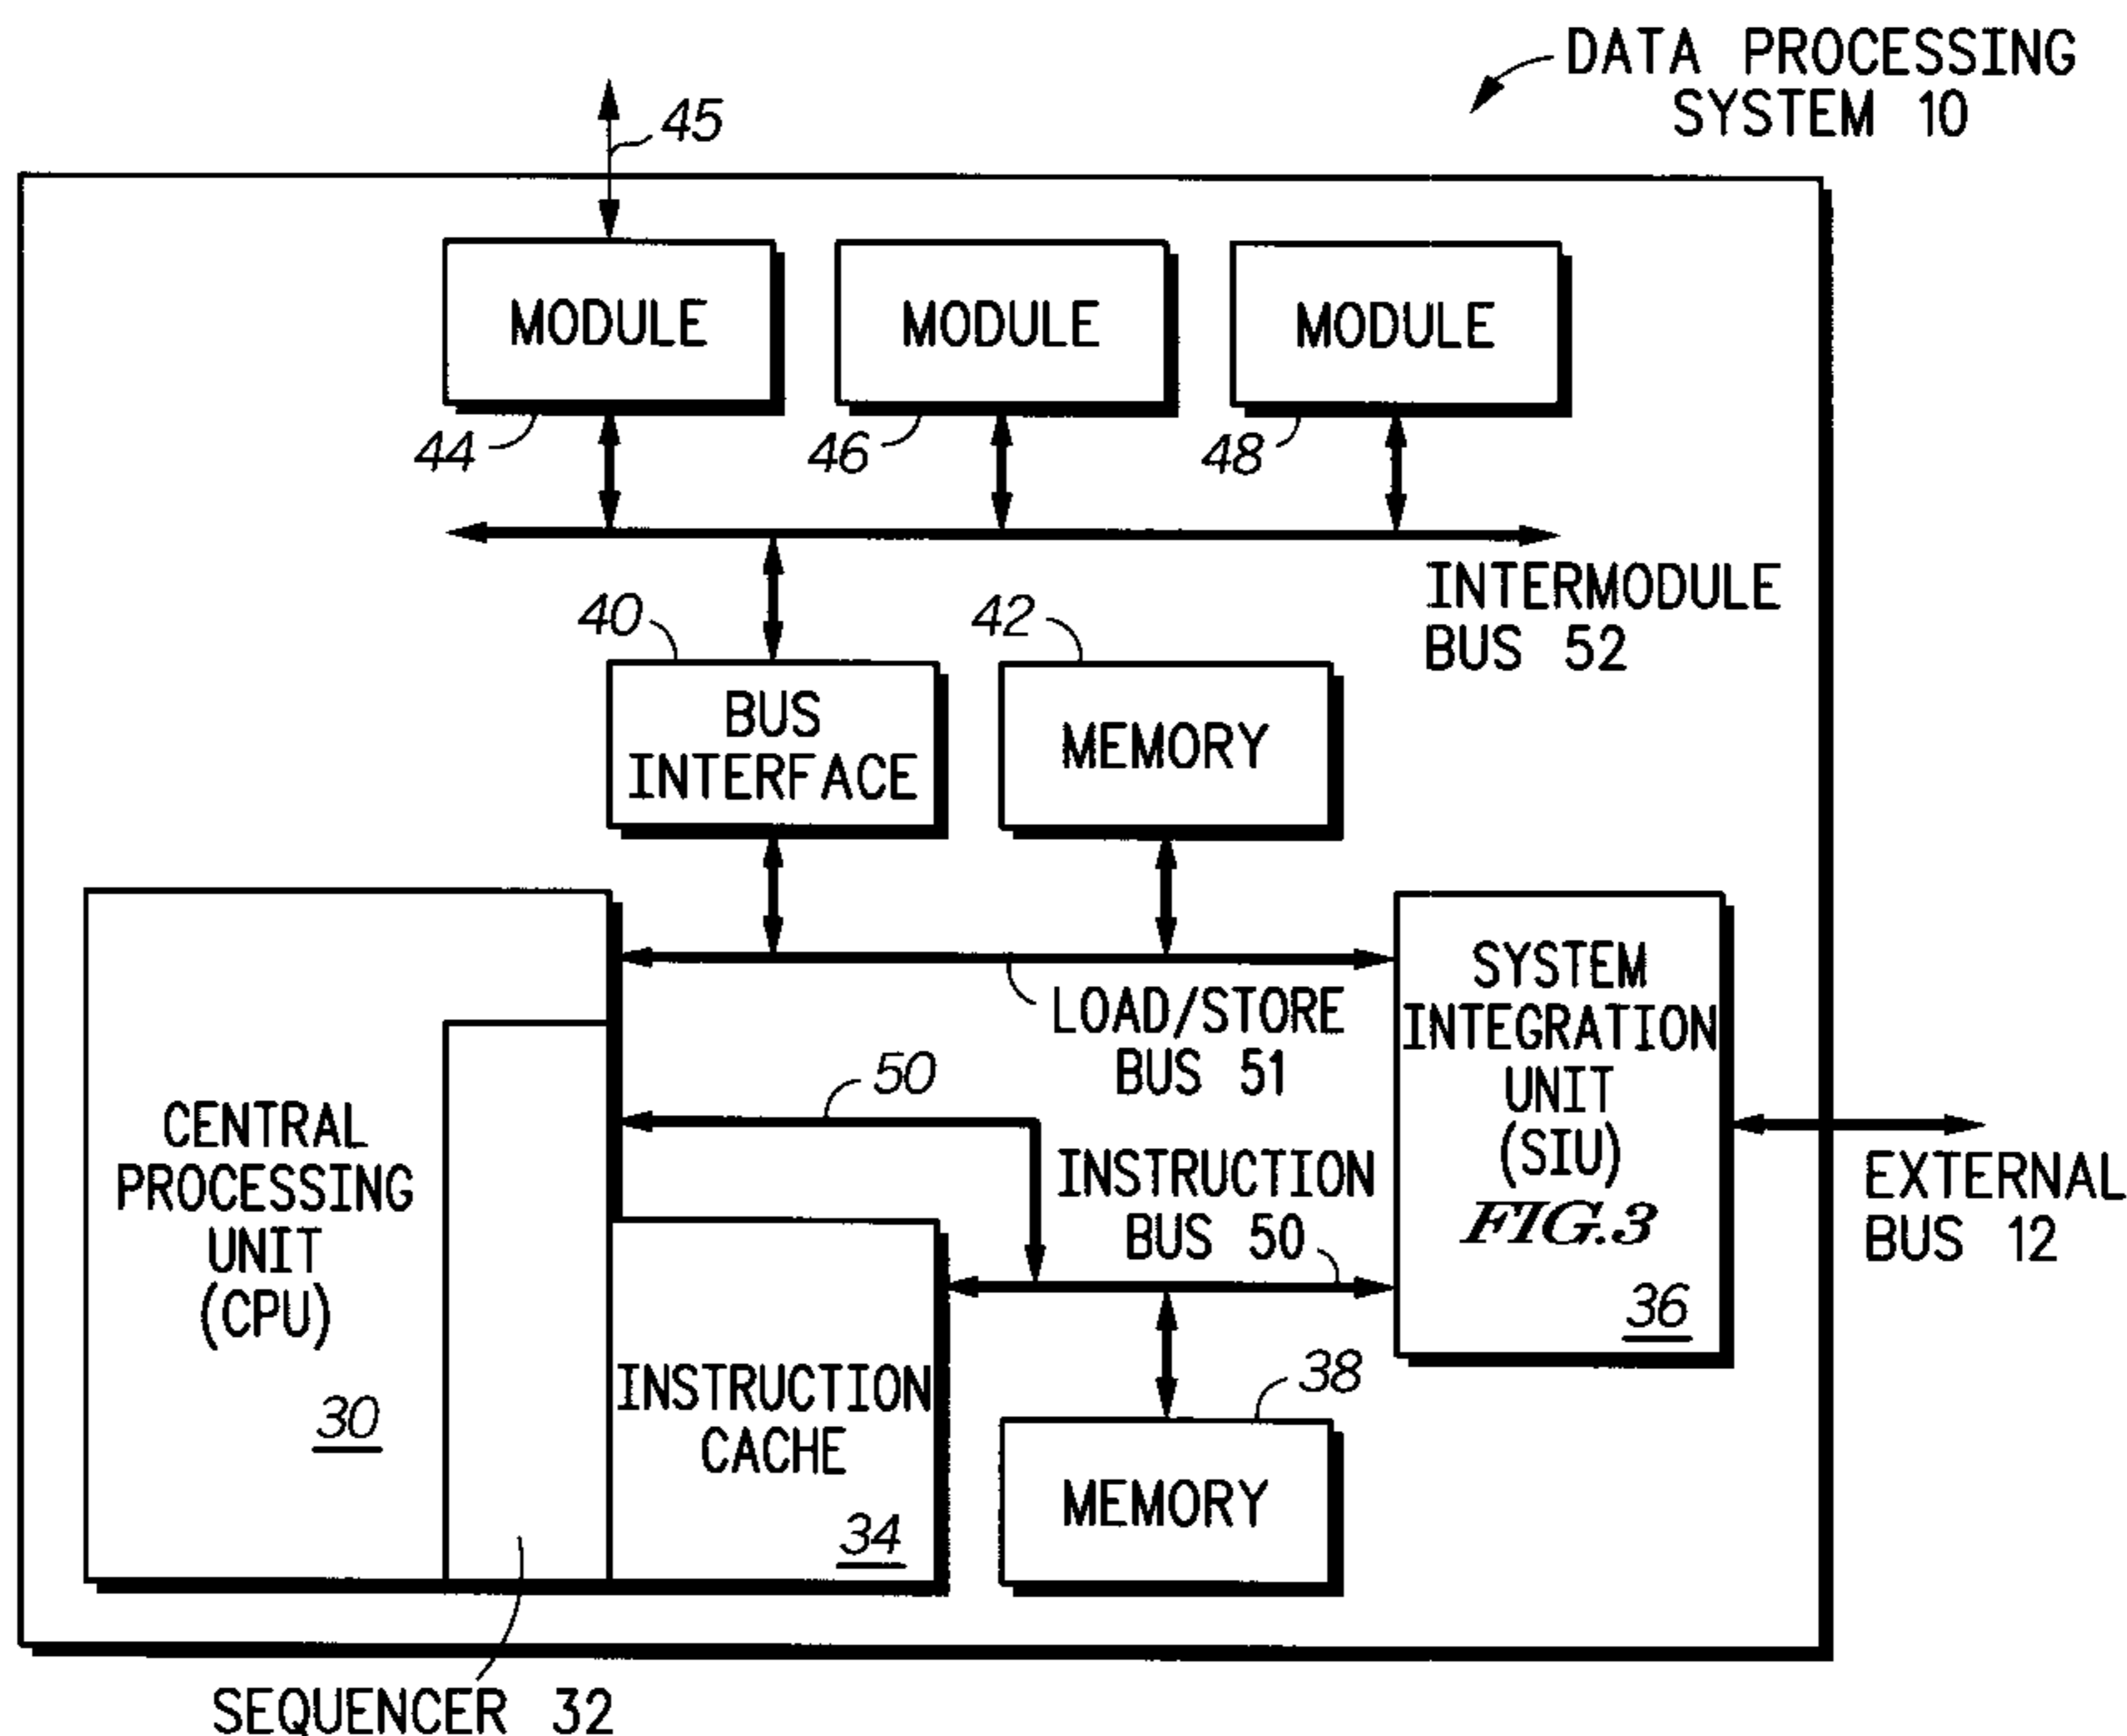 DATA PROCESSING
SYSTEM 10
45
MODULE
MODULE
MODULE
44
46
48
INTERMODULE
BUS 52
40
42
BUS
INTERFACE
MEMORY
SYSTEM
INTEGRATION
UNIT
(SIU)
FIG.3
36
LOAD/STORE
BUS 51
50
CENTRAL
PROCESSING
UNIT
(CPU)
30
INSTRUCTION
BUS 50
EXTERNAL
BUS 12
INSTRUCTION
CACHE
34
38
MEMORY
SEQUENCER 32